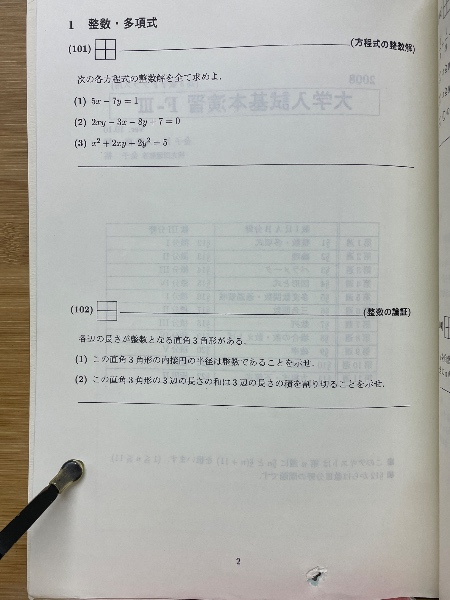 1 整数・多項式
(101) (方程式の整数解)
次の各方程式の整数解を全て求めよ.
(1) 5x − 7y = 1
(2) 2xy − 3x − 8y + 7 = 0
(3) x² + 2xy + 2y² = 5
(102) (整数の論証)
各辺の長さが整数となる直角3角形がある.
(1) この直角3角形の内接円の半径は整数であることを示せ.
(2) この直角3角形の3辺の長さの和は3辺の長さの積を割り切ることを示せ.
2